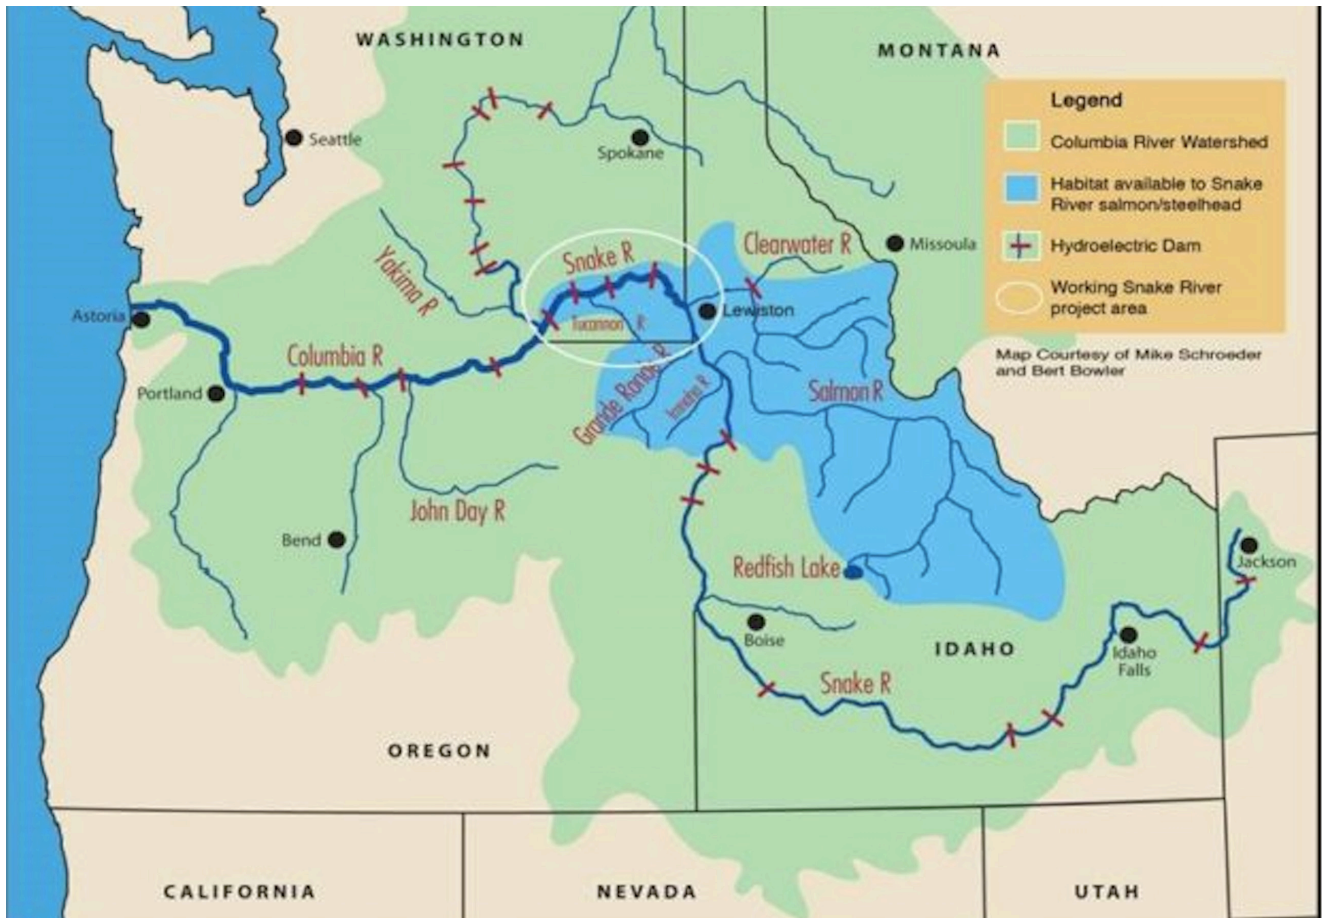 WASHINGTON
MONTANA
Legend
Columbia River Watershed
Habitat available to Snake
River salmon/steelhead
Hydroelectric Dam
Working Snake River
project area
Map Courtesy of Mike Schroeder
and Bert Bowler
Seattle
Spokane
Missoula
Clearwater R
Snake R
Yakima R
Tucannon R
Lewiston
Astoria
Columbia R
Grande Ronde R
Imnaha R
Salmon R
Portland
John Day R
Bend
Redfish Lake
Jackson
Boise
IDAHO
Idaho
Falls
Snake R
OREGON
CALIFORNIA
NEVADA
UTAH